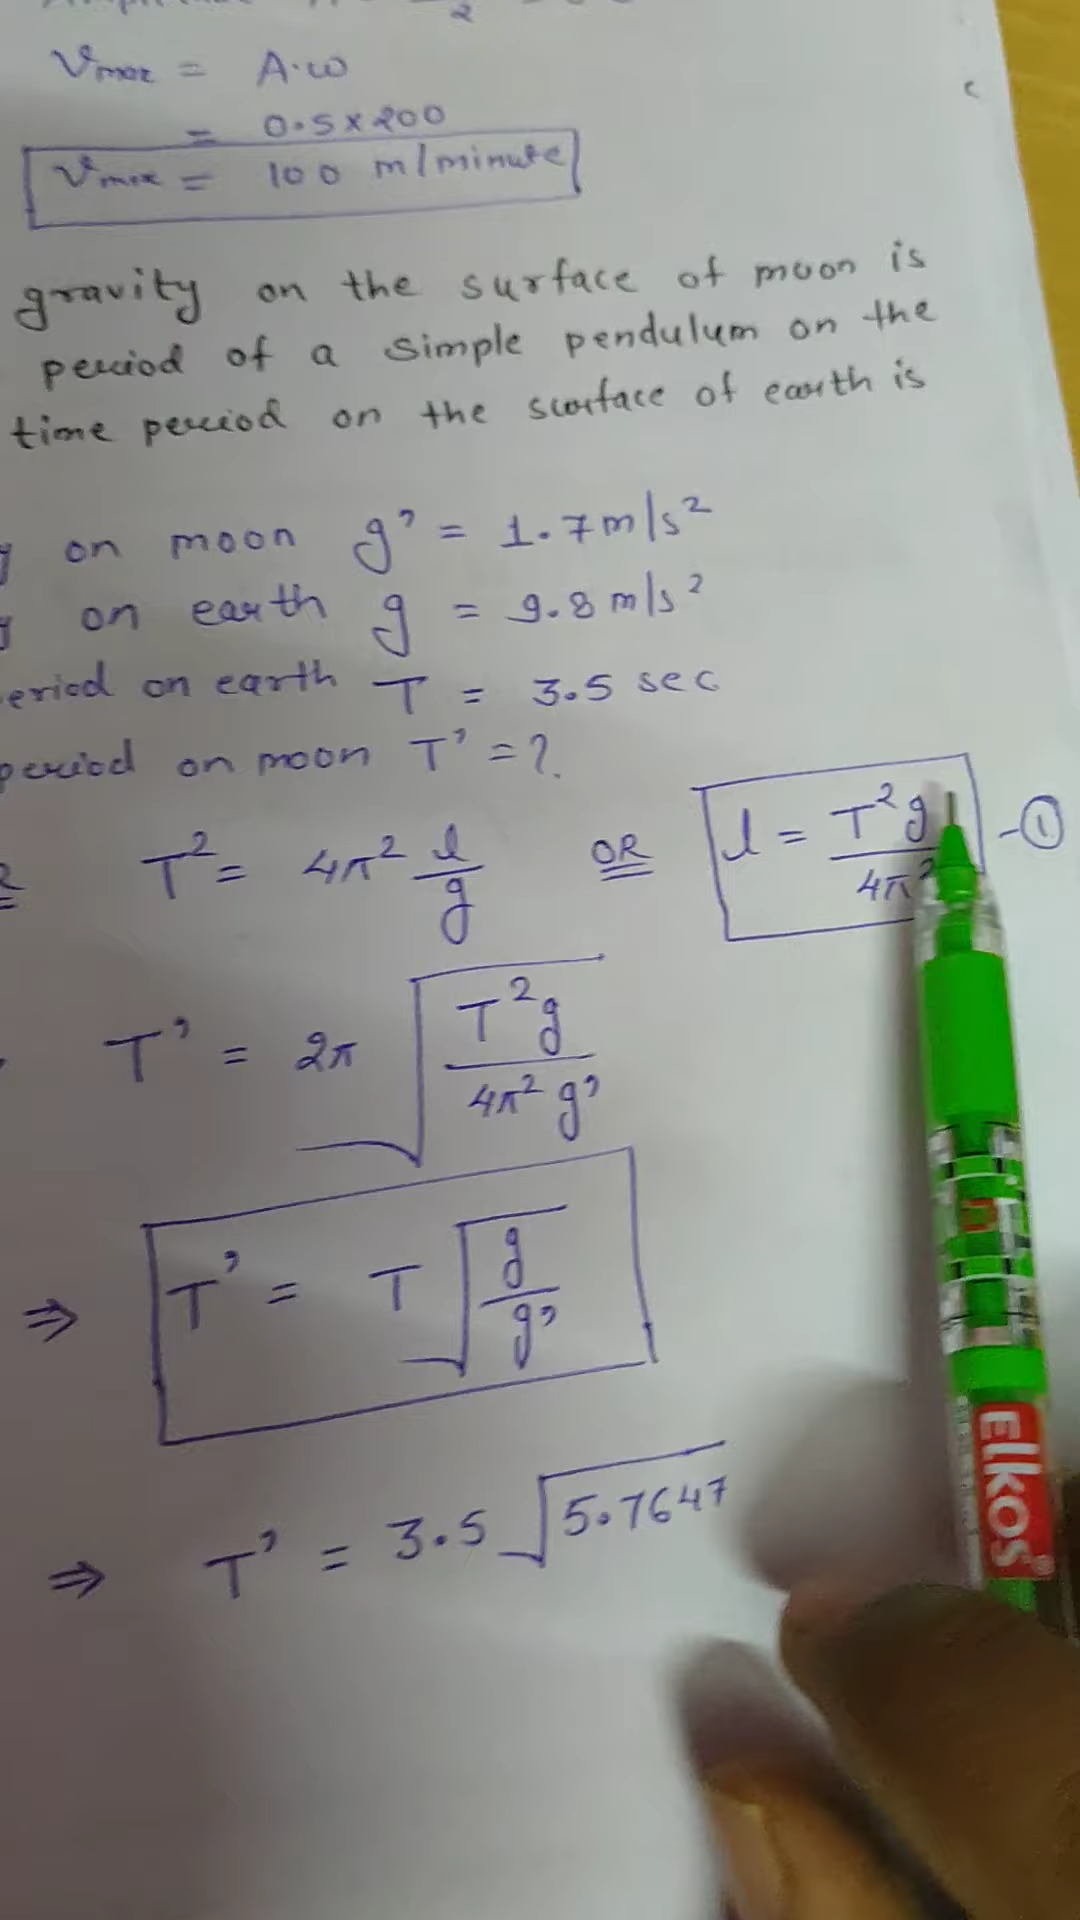 Vmax = A.ω
= 0.5 × 200
Vmax = 100 m/minute
gravity on the surface of moon is
period of a simple pendulum on the
time period on the surface of earth is
on moon g' = 1.7 m/s²
on earth g = 9.8 m/s²
eriod on earth T = 3.5 sec
period on moon T' = ?
T² = 4π² l/g OR l = T²g/4π² -①
T' = 2π √(T²g/4π²g')
⇒ T' = T √(g/g')
⇒ T' = 3.5 √5.7647
Elkos